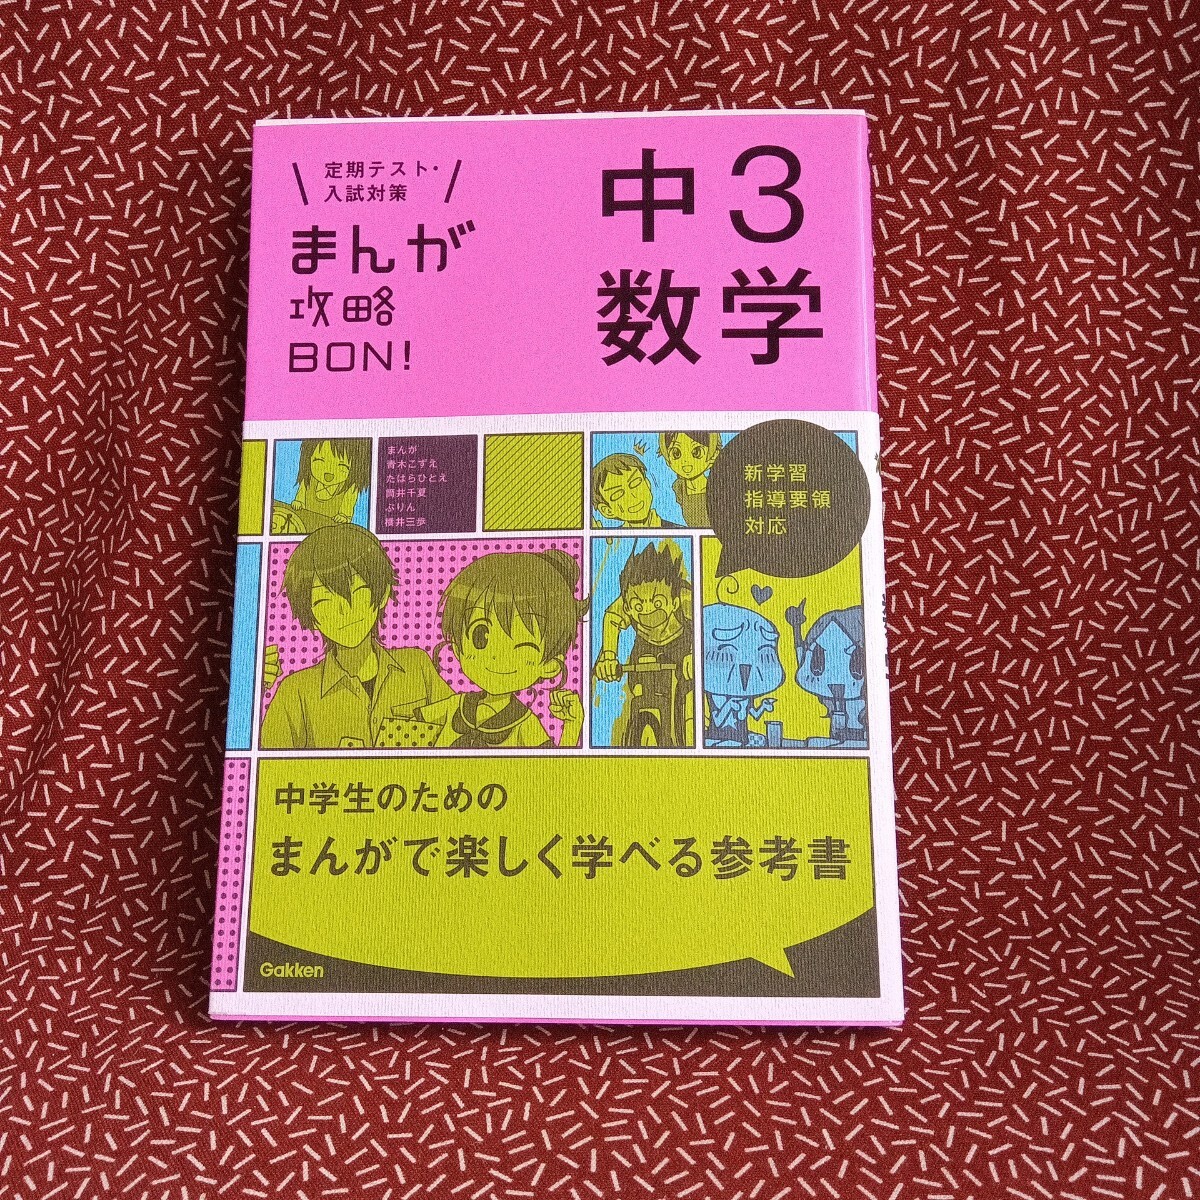 定期テスト・
入試対策
まんが
攻略
BON!
中3
数学
まんが
青木こずえ
たはらひとえ
筒井千夏
ぷりん
横井三歩
新学習
指導要領
対応
中学生のための
まんがで楽しく学べる参考書
Gakken